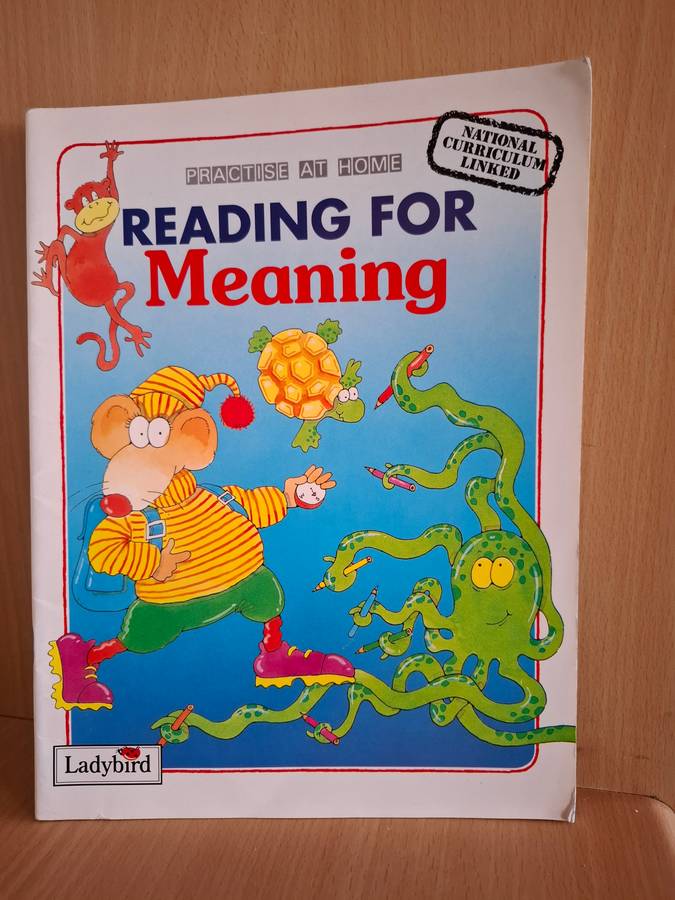 PRACTISE AT HOME
NATIONAL
CURRICULUM
LINKED
READING FOR
Meaning
Ladybird